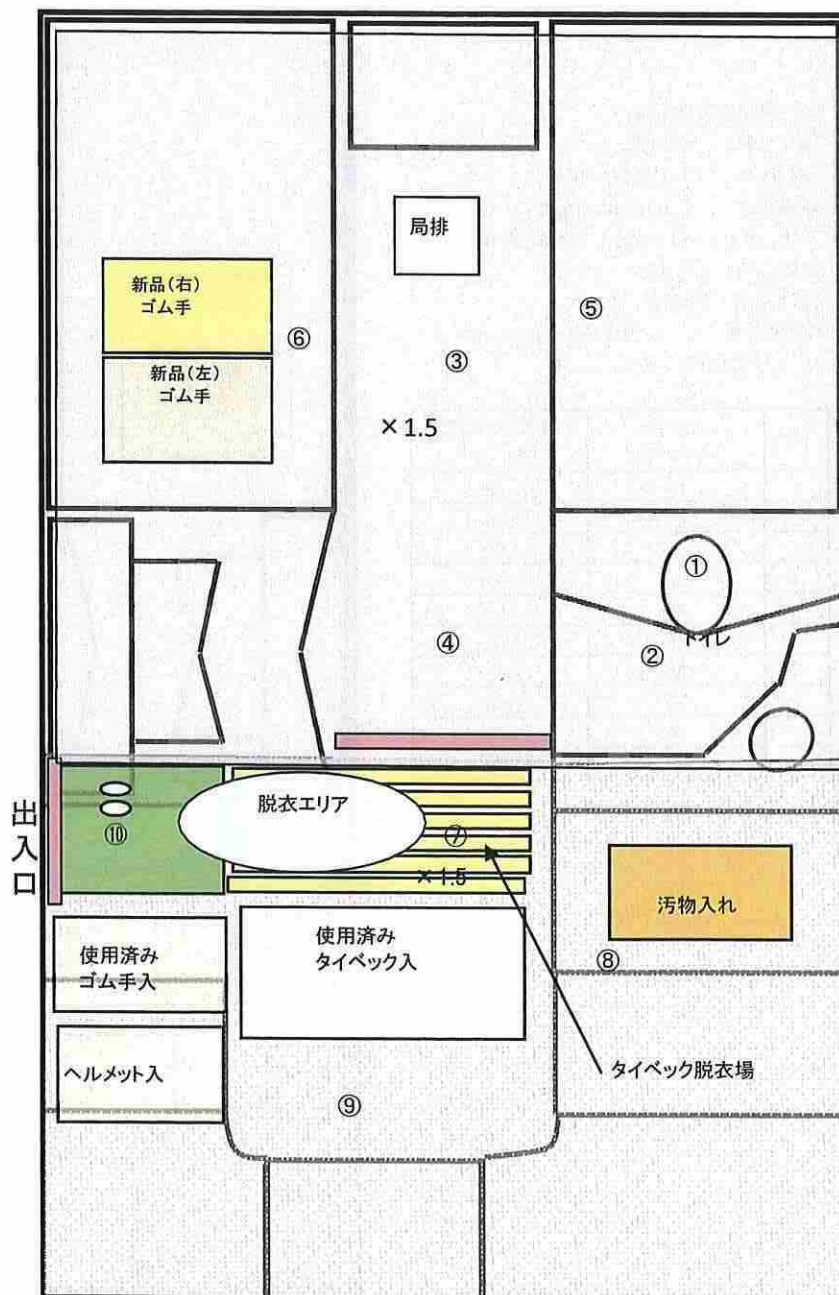 局排
新品(右)
ゴム手
⑥
⑤
新品(左)
ゴム手
③
×1.5
①
④
②
トイレ
出入口
⑩
脱衣エリア
⑦
×1.5
汚物入れ
使用済み
ゴム手入
使用済み
タイベック入
⑧
ヘルメット入
タイベック脱衣場
⑨